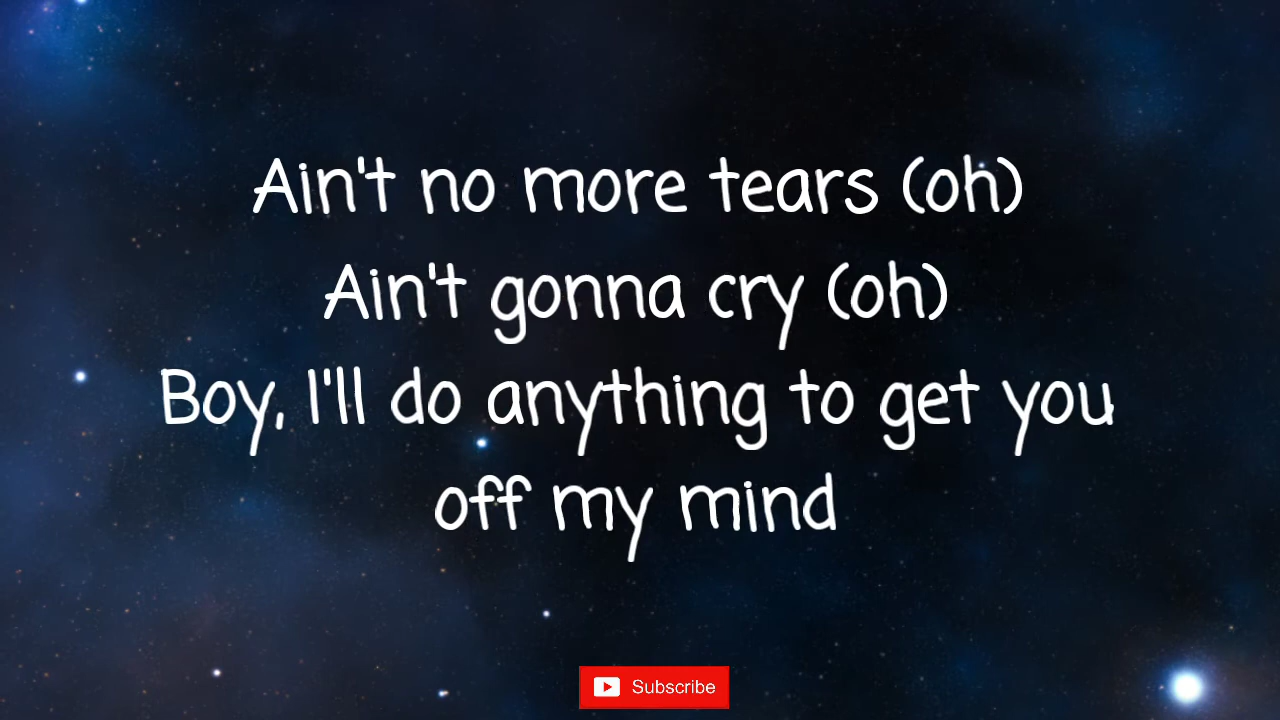 Ain't no more tears (oh)
Ain't gonna cry (oh)
Boy, I'll do anything to get you
off my mind
Subscribe